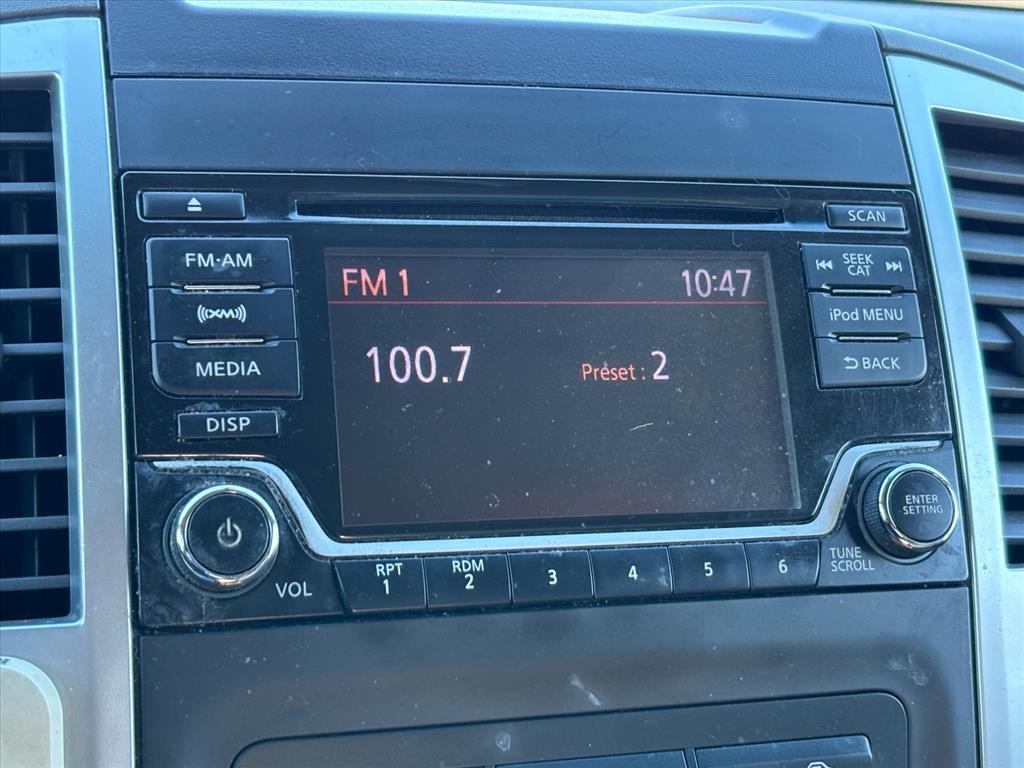 SCAN
FM·AM
SEEK
CAT
FM 1 10:47
((XM))
iPod MENU
100.7 Preset : 2
MEDIA
BACK
DISP
ENTER
SETTING
VOL
RPT
1
RDM
2
3
4
5
6
TUNE
SCROLL